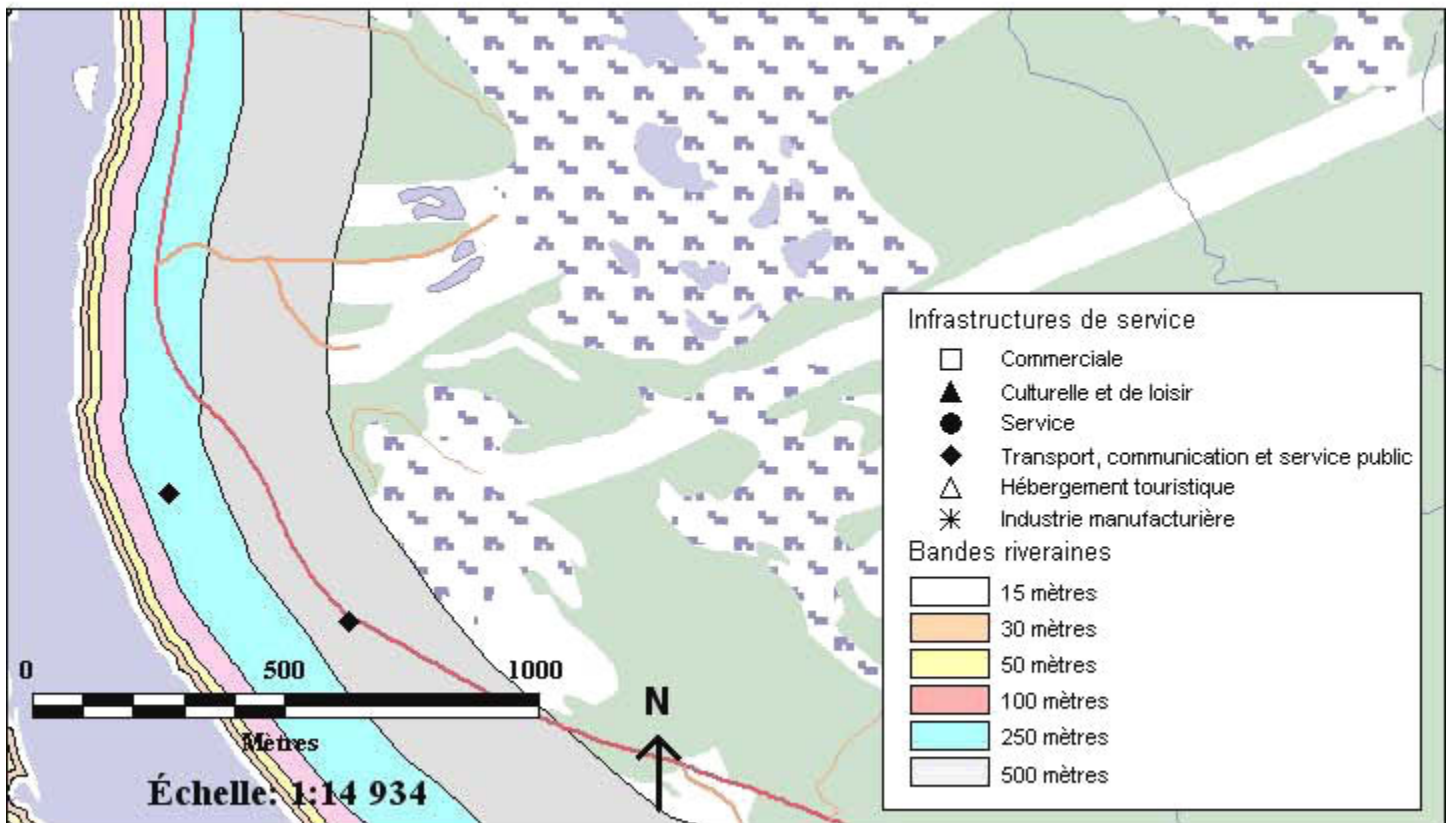 Infrastructures de service
Commerciale
Culturelle et de loisir
Service
Transport, communication et service public
Hébergement touristique
Industrie manufacturière
Bandes riveraines
15 mètres
30 mètres
50 mètres
100 mètres
250 mètres
500 mètres
0 500 1000
Mètres
Échelle: 1:14 934
N